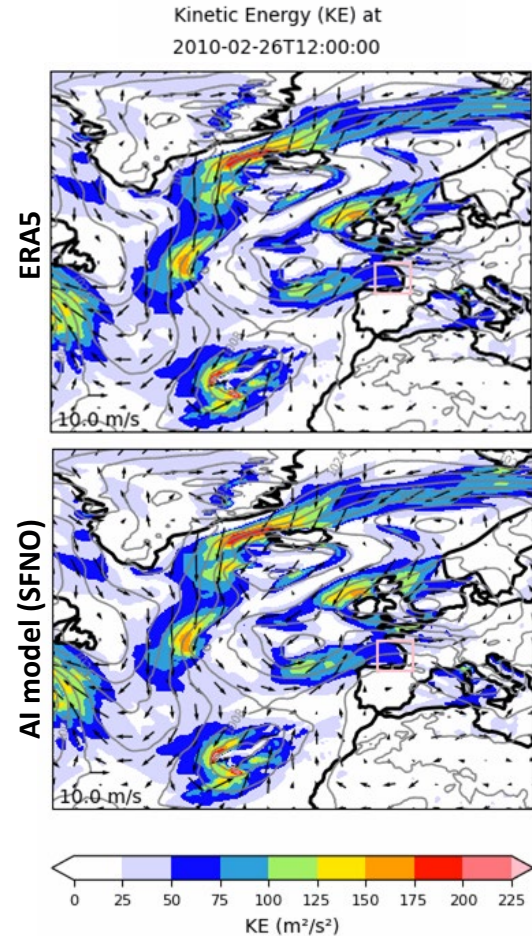 Kinetic Energy (KE) at
2010-02-26T12:00:00
ERA5
10.0 m/s
AI model (SFNO)
1024
10.0 m/s
0 25 50 75 100 125 150 175 200 225
KE (m²/s²)